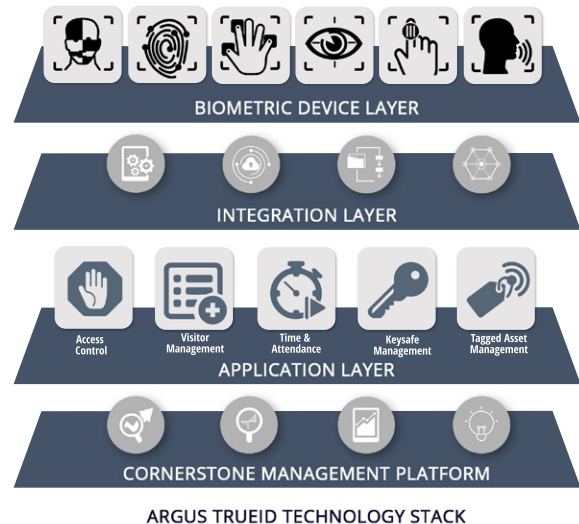 BIOMETRIC DEVICE LAYER
INTEGRATION LAYER
Access
Control
Visitor
Management
Time &
Attendance
Keysafe
Management
Tagged Asset
Management
APPLICATION LAYER
CORNERSTONE MANAGEMENT PLATFORM
ARGUS TRUEID TECHNOLOGY STACK